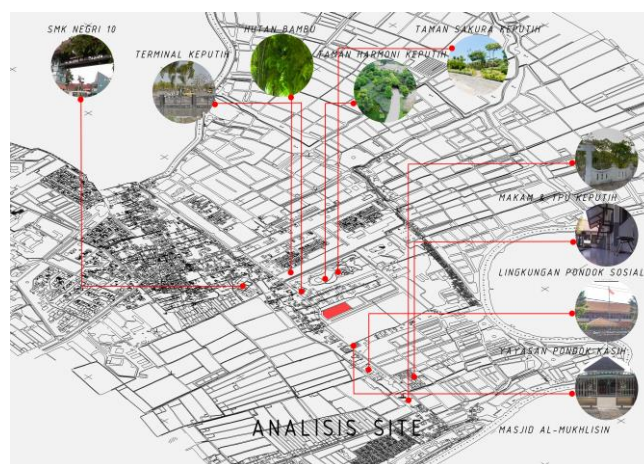 SMK NEGRI 10
HUTAN BAMBU
TAMAN SAKURA KEPUTIH
TERMINAL KEPUTIH
TAMAN HARMONI KEPUTIH
MAKAM & TPU KEPUTIH
LINGKUNGAN PONDOK SOSIAL
YAYASAN PONDOK KASIH
MASJID AL-MUKHLISIN
ANALISIS SITE